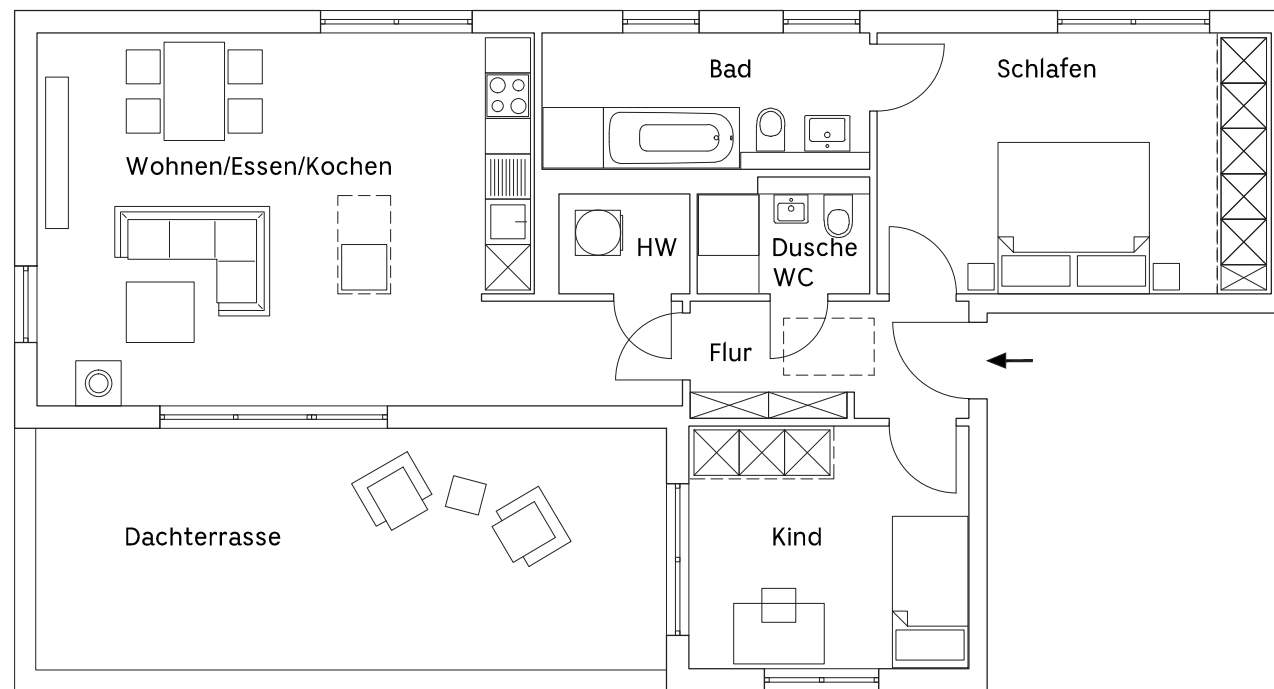 Bad
Schlafen
Wohnen/Essen/Kochen
HW
Dusche
WC
Flur
Dachterrasse
Kind